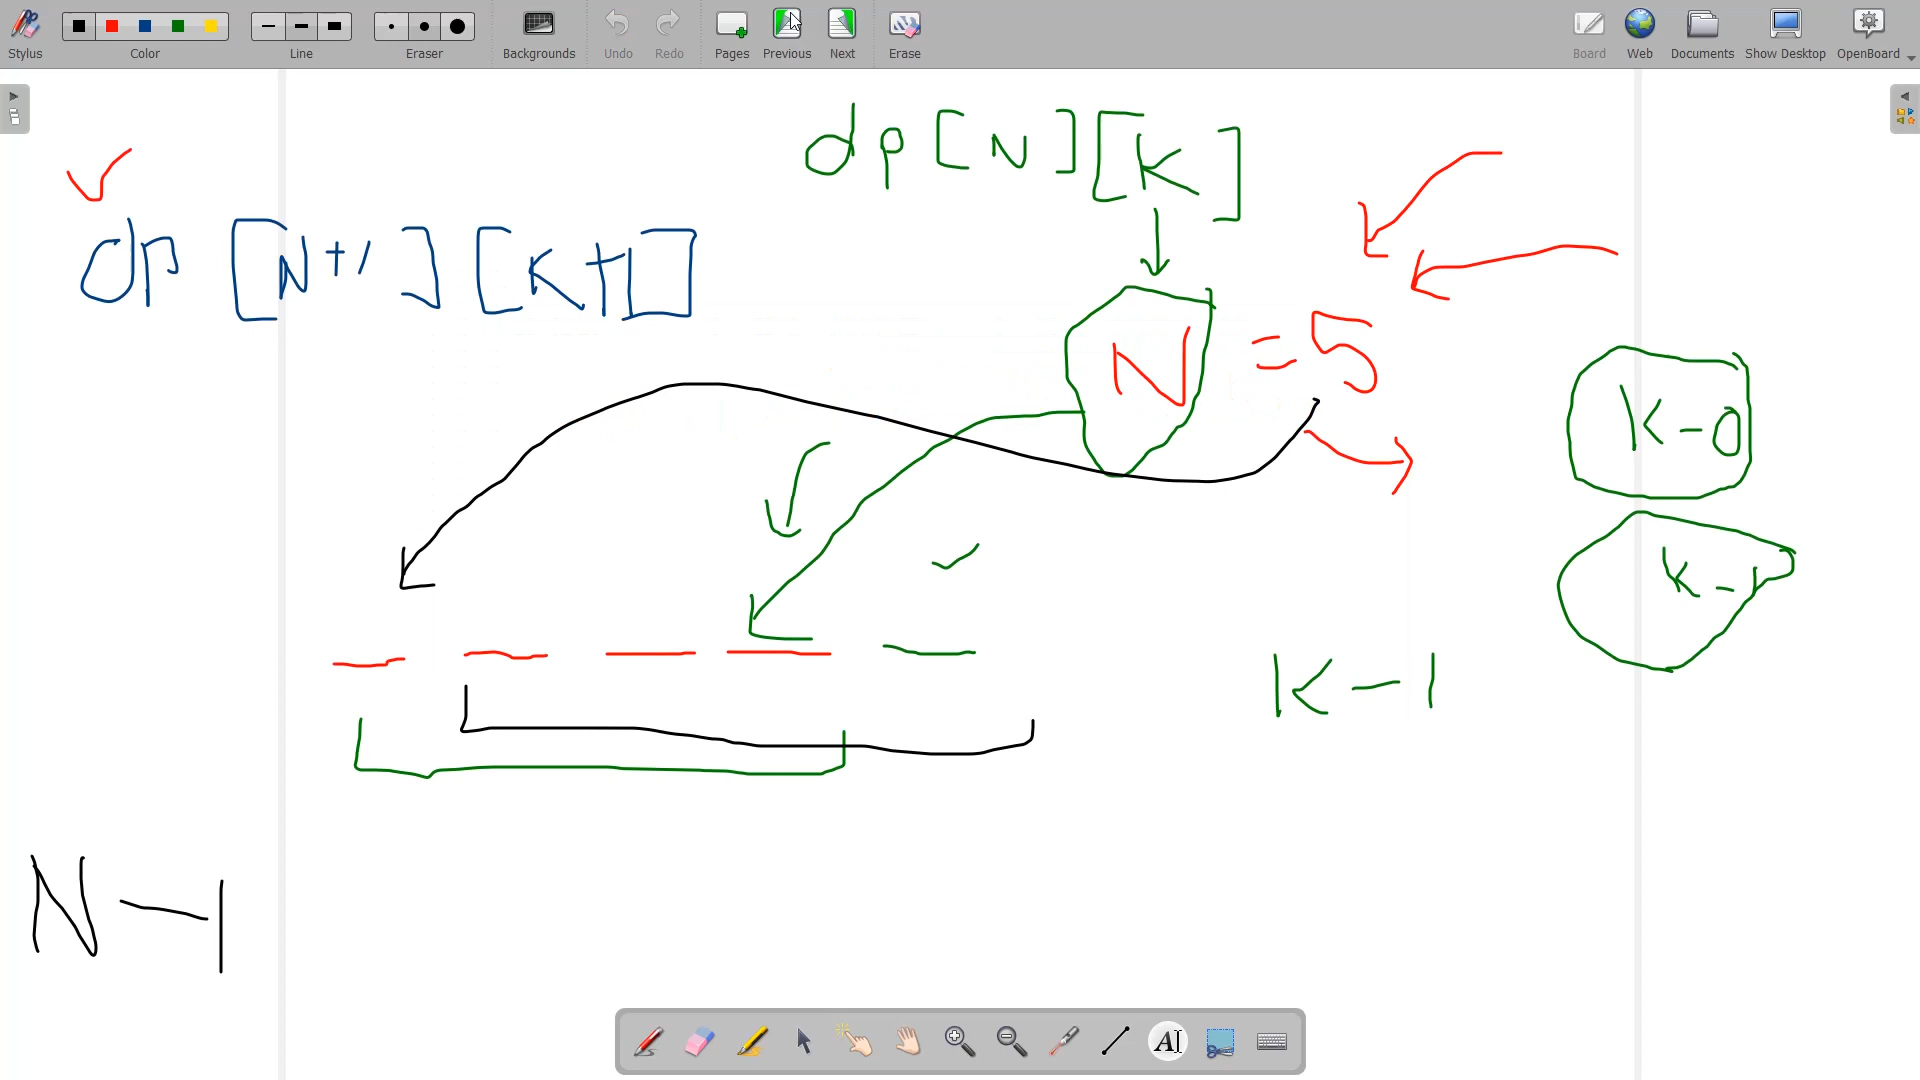 Stylus Color Line Eraser Backgrounds Undo Redo Pages Previous Next Erase Board Web Documents Show Desktop OpenBoard
dp[N][K]
dp [N+1][K+1]
N = 5
K-0
K-1
K-1
N-1
A